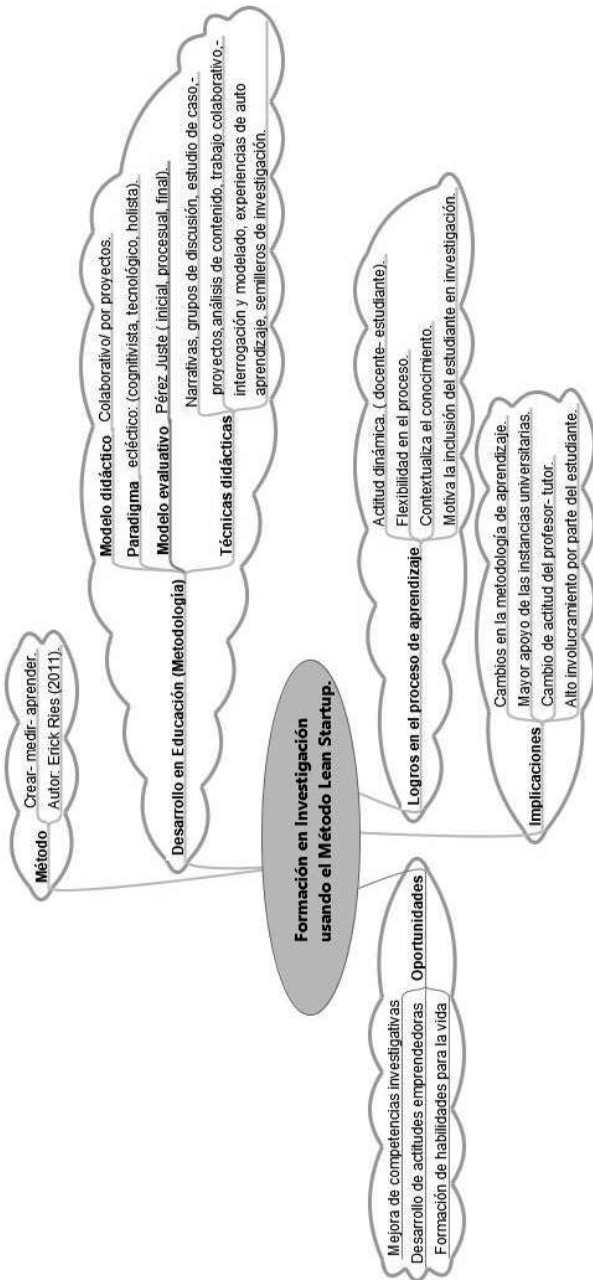 Formación en Investigación
usando el Método Lean Startup.
Método
Crear- medir- aprender.
Autor: Erick Ries (2011).
Desarrollo en Educación (Metodología)
Modelo didáctico Colaborativo/ por proyectos.
Paradigma ecléctico: (cognitivista, tecnológico, holista).
Modelo evaluativo Pérez Juste ( inicial, procesual, final).
Técnicas didácticas
Narrativas, grupos de discusión, estudio de caso,-
proyectos,análisis de contenido, trabajo colaborativo,-
interrogación y modelado, experiencias de auto
aprendizaje, semilleros de investigación.
Logros en el proceso de aprendizaje
Actitud dinámica. ( docente- estudiante).
Flexibilidad en el proceso.
Contextualiza el conocimiento.
Motiva la inclusión del estudiante en investigación.
Implicaciones
Cambios en la metodología de aprendizaje.
Mayor apoyo de las instancias universitarias.
Cambio de actitud del profesor- tutor.
Alto involucramiento por parte del estudiante.
Oportunidades
Mejora de competencias investigativas
Desarrollo de actitudes emprendedoras
Formación de habilidades para la vida